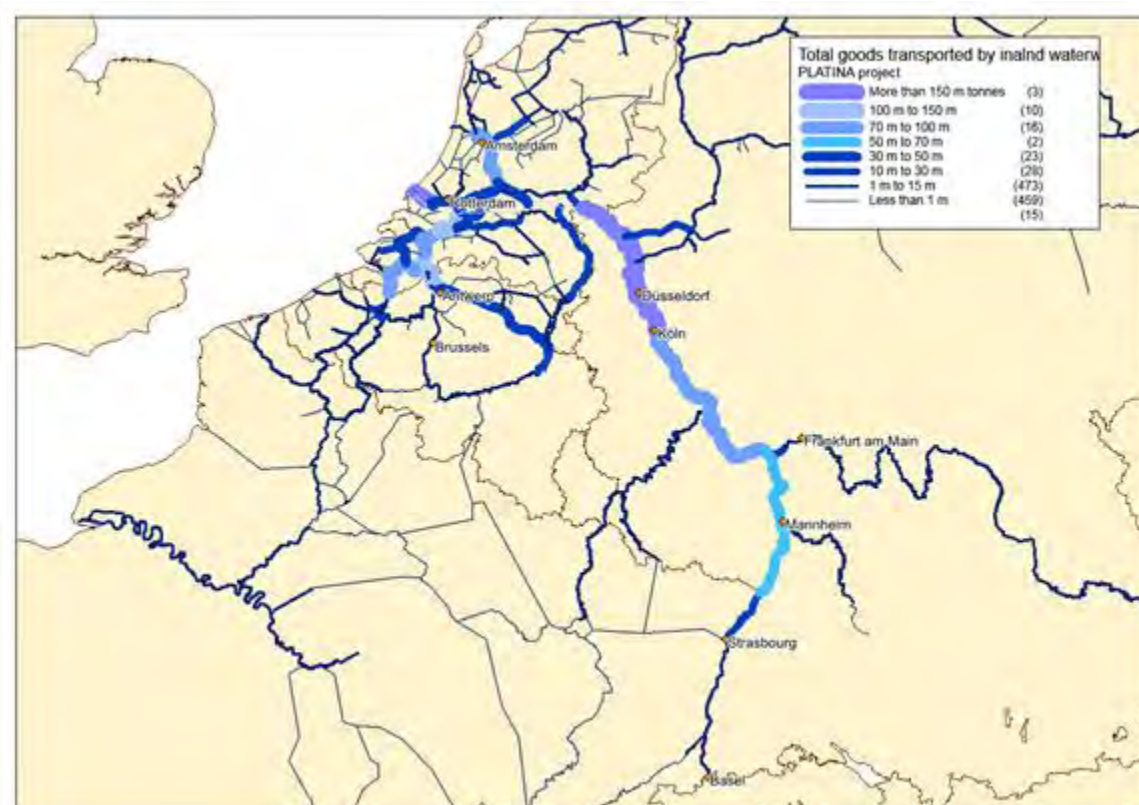 Total goods transported by inalnd waterw
PLATINA project
More than 150 m tonnes (3)
100 m to 150 m (10)
70 m to 100 m (16)
50 m to 70 m (2)
30 m to 50 m (23)
10 m to 30 m (28)
1 m to 15 m (473)
Less than 1 m (459)
(15)
Amsterdam
Rotterdam
Antwerp
Düsseldorf
Köln
Brussels
Frankfurt am Main
Mannheim
Strasbourg
Basel